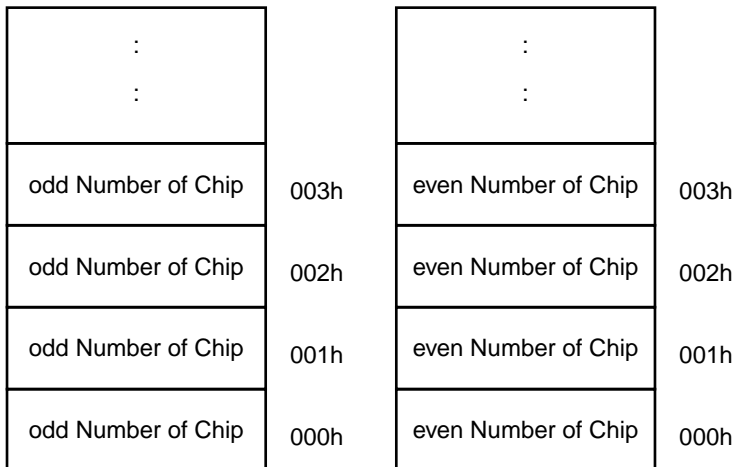 : :
: :
odd Number of Chip 003h even Number of Chip 003h
odd Number of Chip 002h even Number of Chip 002h
odd Number of Chip 001h even Number of Chip 001h
odd Number of Chip 000h even Number of Chip 000h